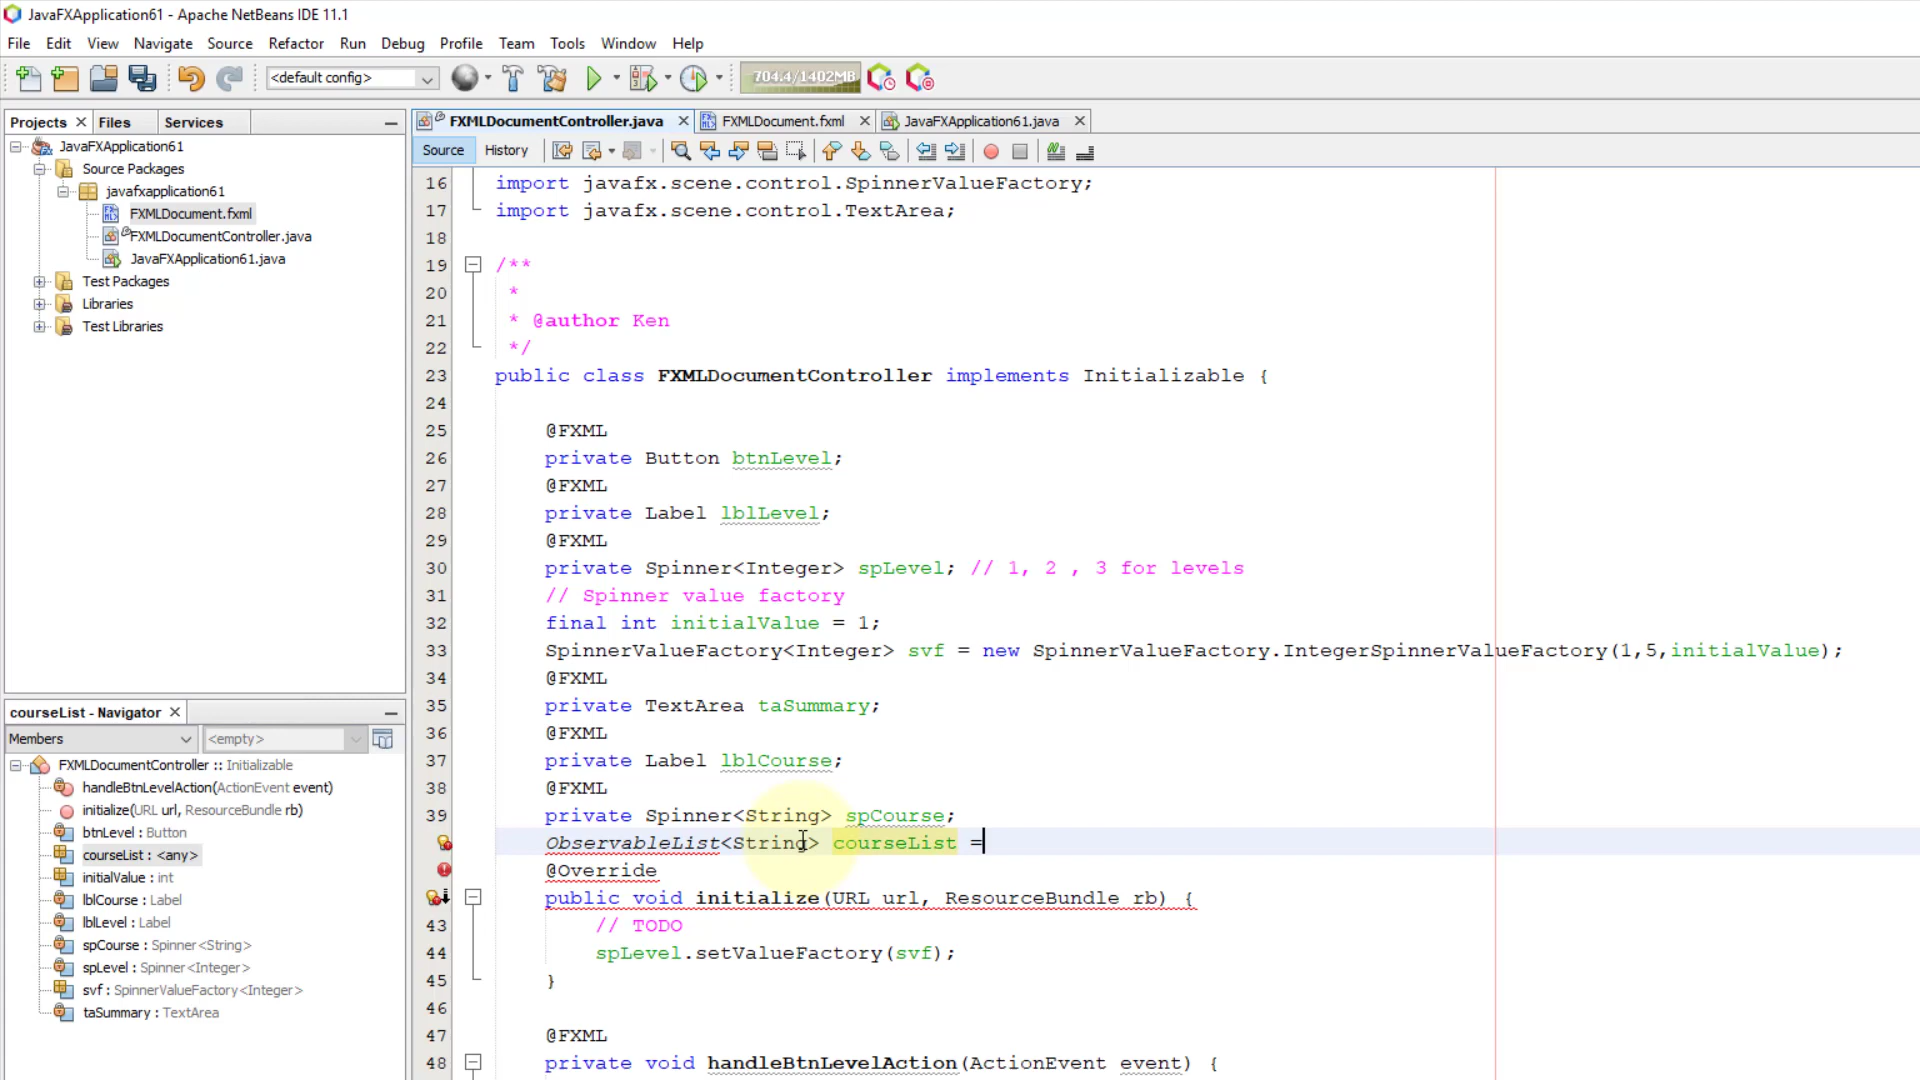 JavaFXApplication61 - Apache NetBeans IDE 11.1
File Edit View Navigate Source Refactor Run Debug Profile Team Tools Window Help
<default config> 704.4/1402MB
Projects Files Services
FXMLDocumentController.java FXMLDocument.fxml JavaFXApplication61.java
Source History
JavaFXApplication61
Source Packages
javafxapplication61
FXMLDocument.fxml
FXMLDocumentController.java
JavaFXApplication61.java
Test Packages
Libraries
Test Libraries
courseList - Navigator
Members <empty>
FXMLDocumentController :: Initializable
handleBtnLevelAction(ActionEvent event)
initialize(URL url, ResourceBundle rb)
btnLevel : Button
courseList : <any>
initialValue : int
lblCourse : Label
lblLevel : Label
spCourse : Spinner<String>
spLevel : Spinner<Integer>
svf : SpinnerValueFactory<Integer>
taSummary : TextArea
16 import javafx.scene.control.SpinnerValueFactory;
17 import javafx.scene.control.TextArea;
18
19 /**
20 *
21 * @author Ken
22 */
23 public class FXMLDocumentController implements Initializable {
24
25 @FXML
26 private Button btnLevel;
27 @FXML
28 private Label lblLevel;
29 @FXML
30 private Spinner<Integer> spLevel; // 1, 2 , 3 for levels
31 // Spinner value factory
32 final int initialValue = 1;
33 SpinnerValueFactory<Integer> svf = new SpinnerValueFactory.IntegerSpinnerValueFactory(1,5,initialValue);
34 @FXML
35 private TextArea taSummary;
36 @FXML
37 private Label lblCourse;
38 @FXML
39 private Spinner<String> spCourse;
ObservableList<String> courseList =
@Override
public void initialize(URL url, ResourceBundle rb) {
43 // TODO
44 spLevel.setValueFactory(svf);
45 }
46
47 @FXML
48 private void handleBtnLevelAction(ActionEvent event) {